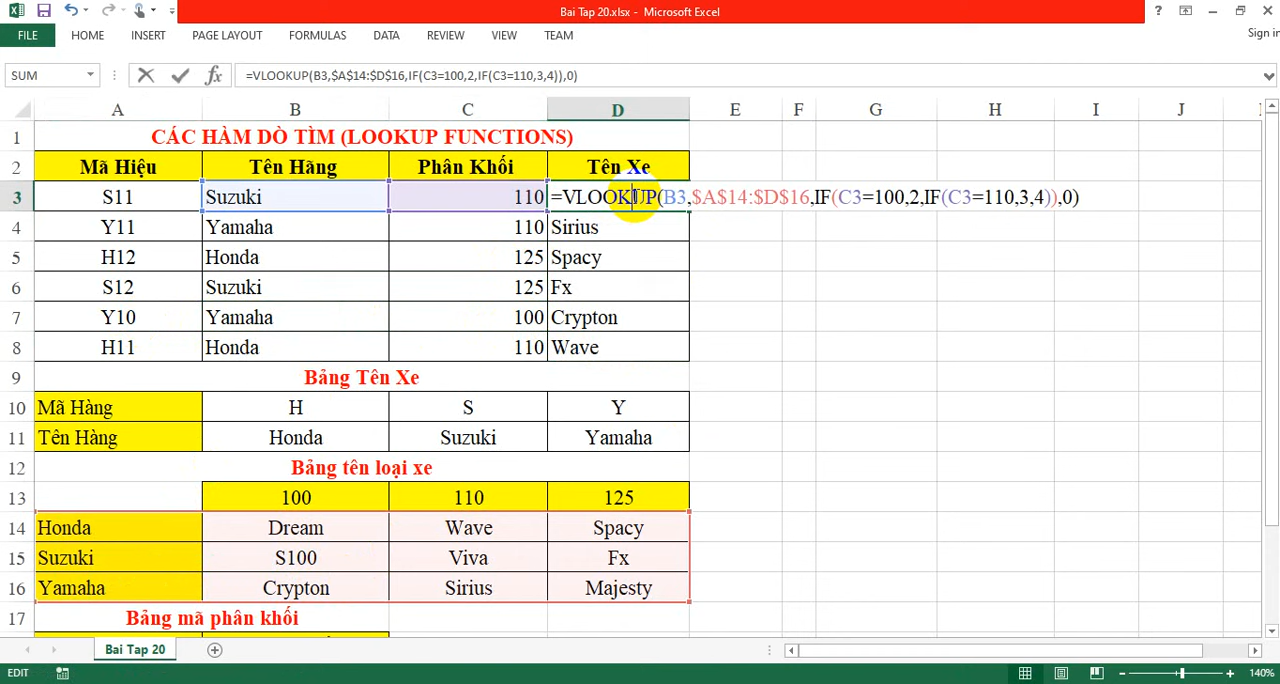 Bai Tap 20.xlsx - Microsoft Excel
?
FILE HOME INSERT PAGE LAYOUT FORMULAS DATA REVIEW VIEW TEAM
Sign in
SUM =VLOOKUP(B3,$A$14:$D$16,IF(C3=100,2,IF(C3=110,3,4)),0)
A B C D E F G H I J
1 CÁC HÀM DÒ TÌM (LOOKUP FUNCTIONS)
2 Mã Hiệu Tên Hãng Phân Khối Tên Xe
3 S11 Suzuki 110 =VLOOKUP(B3,$A$14:$D$16,IF(C3=100,2,IF(C3=110,3,4)),0)
4 Y11 Yamaha 110 Sirius
5 H12 Honda 125 Spacy
6 S12 Suzuki 125 Fx
7 Y10 Yamaha 100 Crypton
8 H11 Honda 110 Wave
9 Bảng Tên Xe
10 Mã Hàng H S Y
11 Tên Hàng Honda Suzuki Yamaha
12 Bảng tên loại xe
13 100 110 125
14 Honda Dream Wave Spacy
15 Suzuki S100 Viva Fx
16 Yamaha Crypton Sirius Majesty
17 Bảng mã phân khối
Bai Tap 20
EDIT 140%